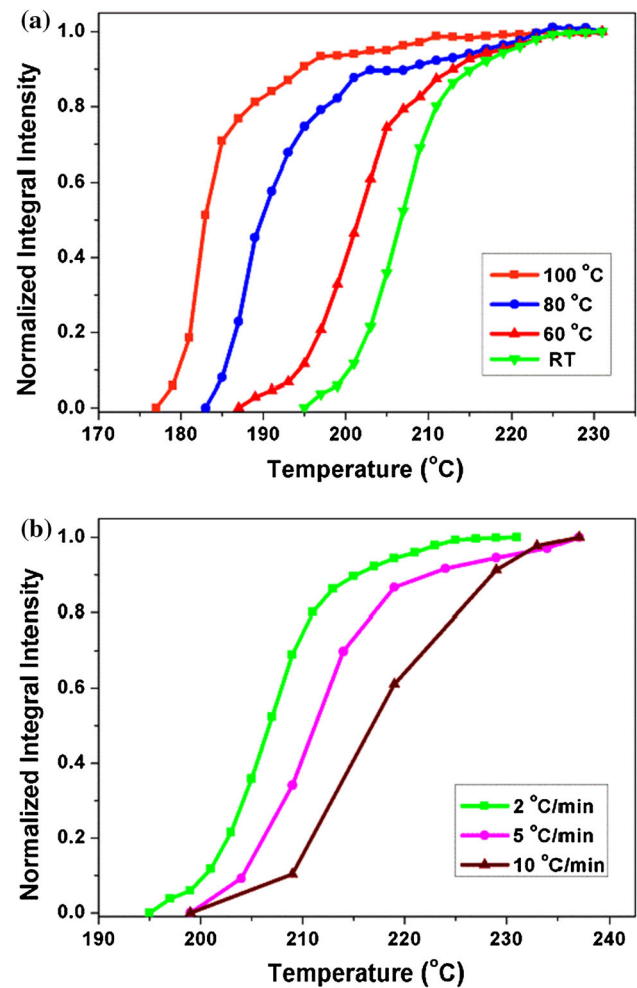 (a)
Normalized Integral Intensity
1.0
0.8
0.6
0.4
0.2
0.0
100 °C
80 °C
60 °C
RT
170 180 190 200 210 220 230
Temperature (°C)
(b)
Normalized Integral Intensity
1.0
0.8
0.6
0.4
0.2
0.0
2 °C/min
5 °C/min
10 °C/min
190 200 210 220 230 240
Temperature (°C)